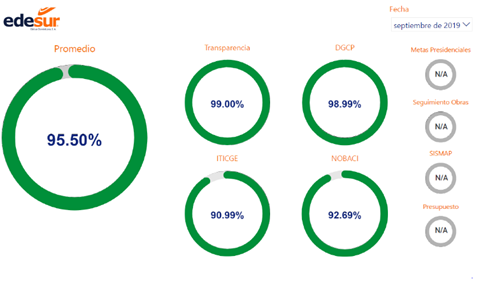 edesur
Fecha
septiembre de 2019
Promedio
95.50%
Transparencia
99.00%
DGCP
98.99%
ITICGE
90.99%
NOBACI
92.69%
Metas Presidenciales
N/A
Seguimiento Obras
N/A
SISMAP
N/A
Presupuesto
N/A